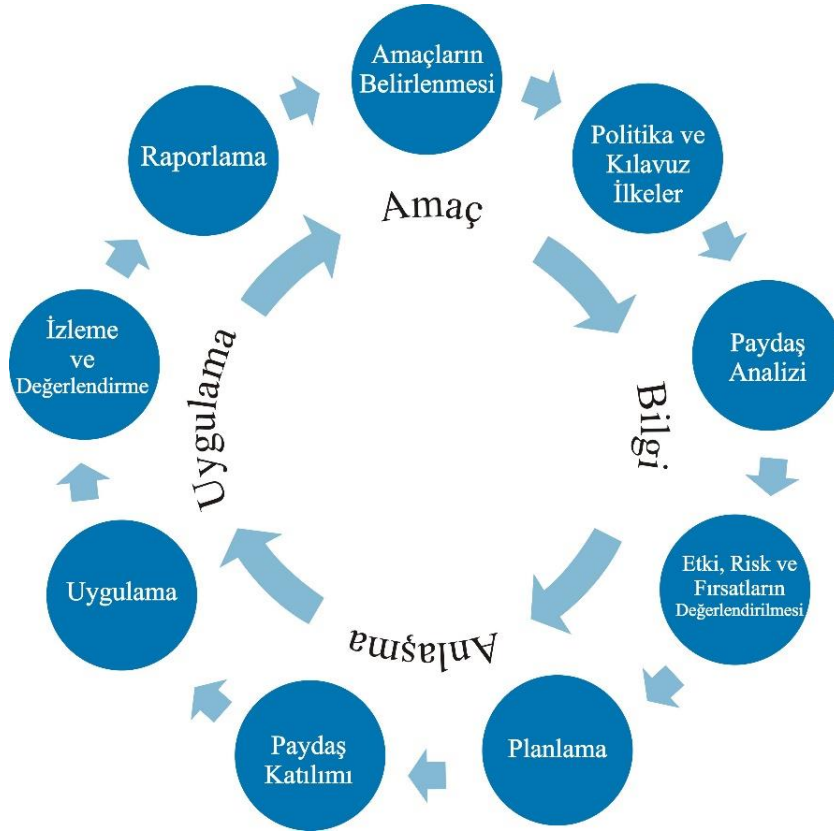 Amaçların
Belirlenmesi
Politika ve
Kılavuz
İlkeler
Paydaş
Analizi
Etki, Risk ve
Fırsatların
Değerlendirilmesi
Planlama
Paydaş
Katılımı
Uygulama
İzleme
ve
Değerlendirme
Raporlama
Amaç
Bilgi
Anlaşma
Uygulama